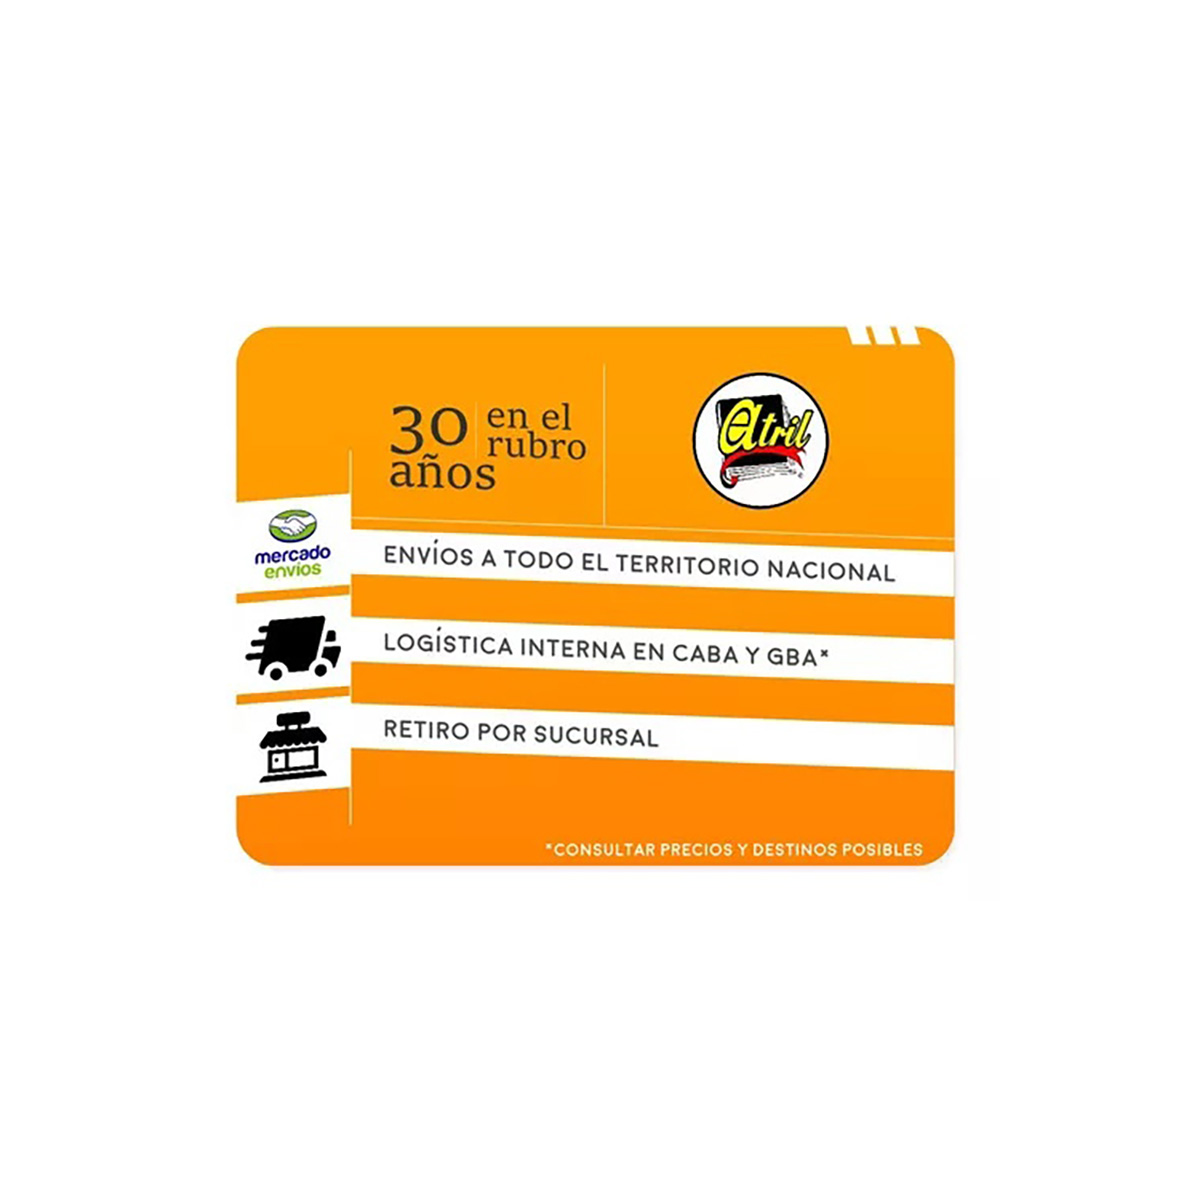 30 en el
rubro
años
atril
mercado
envíos
ENVÍOS A TODO EL TERRITORIO NACIONAL
LOGÍSTICA INTERNA EN CABA Y GBA*
RETIRO POR SUCURSAL
*CONSULTAR PRECIOS Y DESTINOS POSIBLES